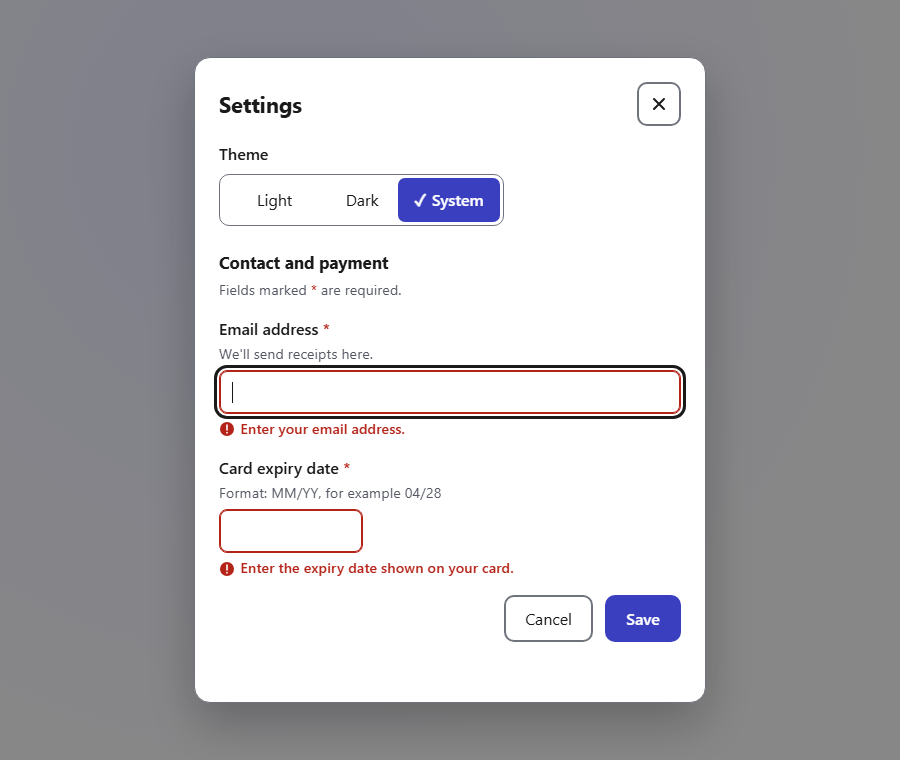 Settings
Theme
Light Dark ✓ System
Contact and payment
Fields marked * are required.
Email address *
We'll send receipts here.
Enter your email address.
Card expiry date *
Format: MM/YY, for example 04/28
Enter the expiry date shown on your card.
Cancel Save